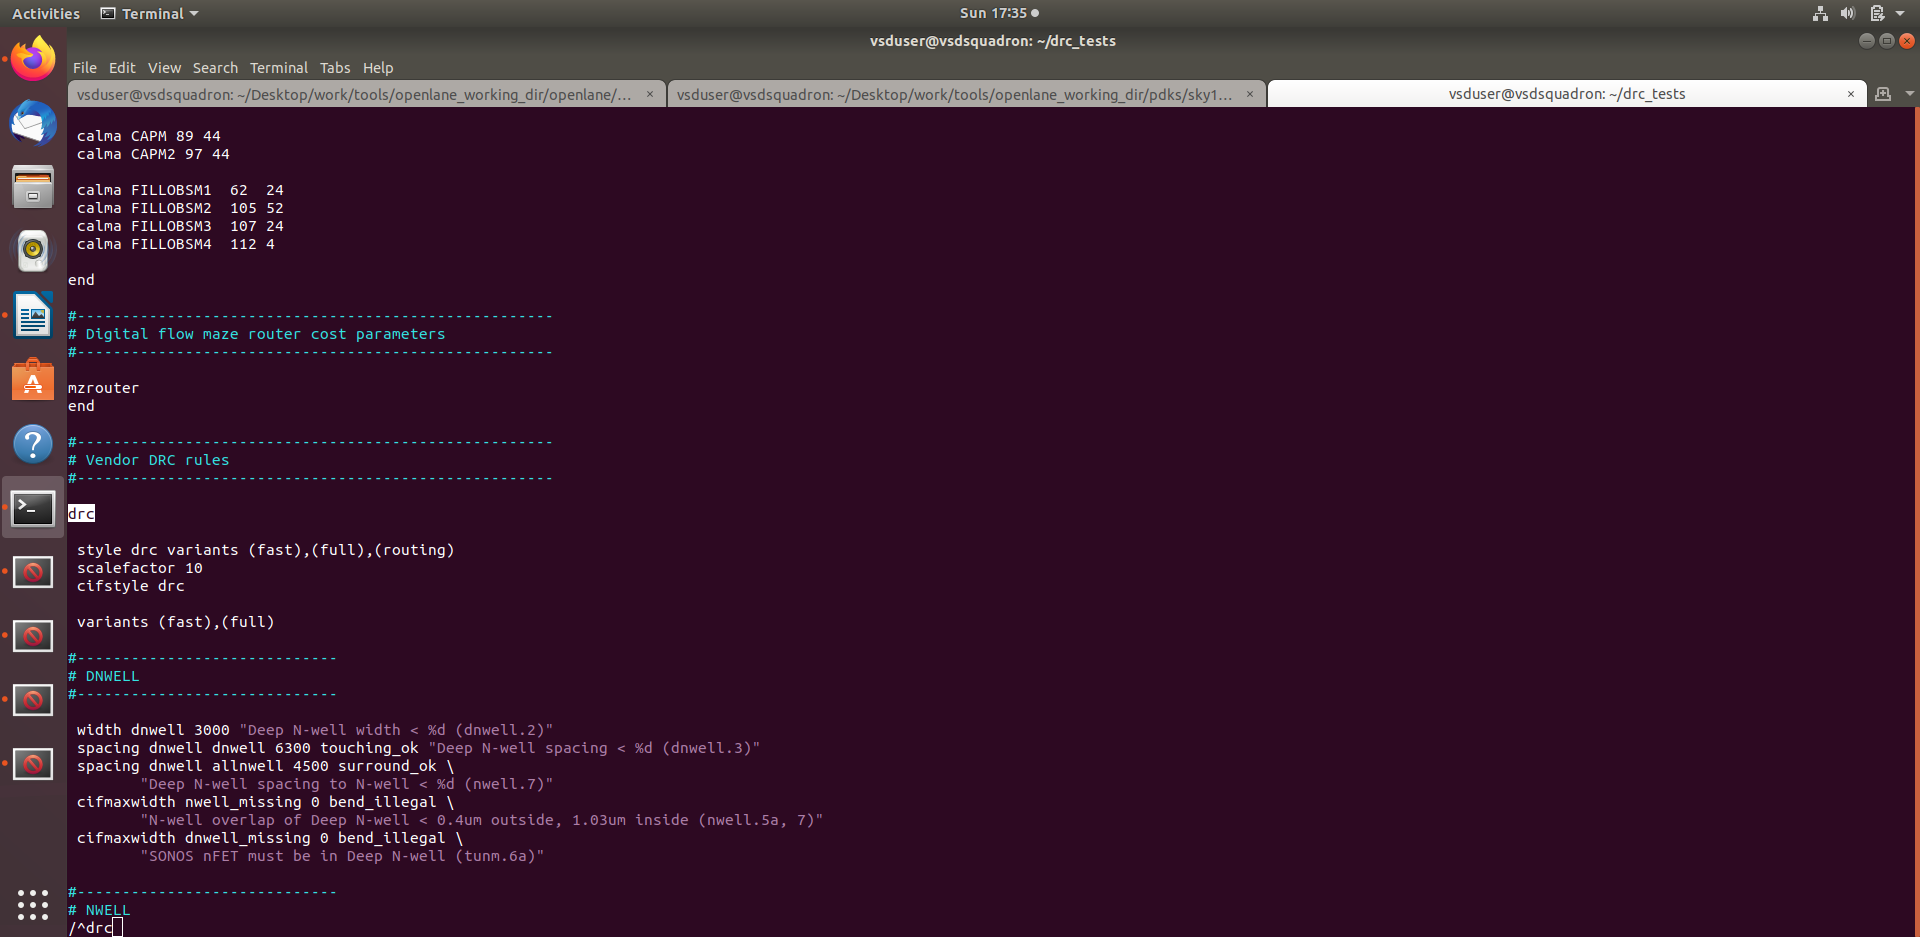 Activities
Terminal
Sun 17:35
vsduser@vsdsquadron: ~/drc_tests
File Edit View Search Terminal Tabs Help
vsduser@vsdsquadron: ~/Desktop/work/tools/openlane_working_dir/openlane/... ×
vsduser@vsdsquadron: ~/Desktop/work/tools/openlane_working_dir/pdks/sky1... ×
vsduser@vsdsquadron: ~/drc_tests ×
calma CAPM 89 44
calma CAPM2 97 44
calma FILLOBSM1  62  24
calma FILLOBSM2  105 52
calma FILLOBSM3  107 24
calma FILLOBSM4  112 4
end
#-----------------------------------------------------
# Digital flow maze router cost parameters
#-----------------------------------------------------
mzrouter
end
#-----------------------------------------------------
# Vendor DRC rules
#-----------------------------------------------------
drc
style drc variants (fast),(full),(routing)
scalefactor 10
cifstyle drc
variants (fast),(full)
#-----------------------------
# DNWELL
#-----------------------------
width dnwell 3000 "Deep N-well width < %d (dnwell.2)"
spacing dnwell dnwell 6300 touching_ok "Deep N-well spacing < %d (dnwell.3)"
spacing dnwell allnwell 4500 surround_ok \
"Deep N-well spacing to N-well < %d (nwell.7)"
cifmaxwidth nwell_missing 0 bend_illegal \
"N-well overlap of Deep N-well < 0.4um outside, 1.03um inside (nwell.5a, 7)"
cifmaxwidth dnwell_missing 0 bend_illegal \
"SONOS nFET must be in Deep N-well (tunm.6a)"
#-----------------------------
# NWELL
/^drc